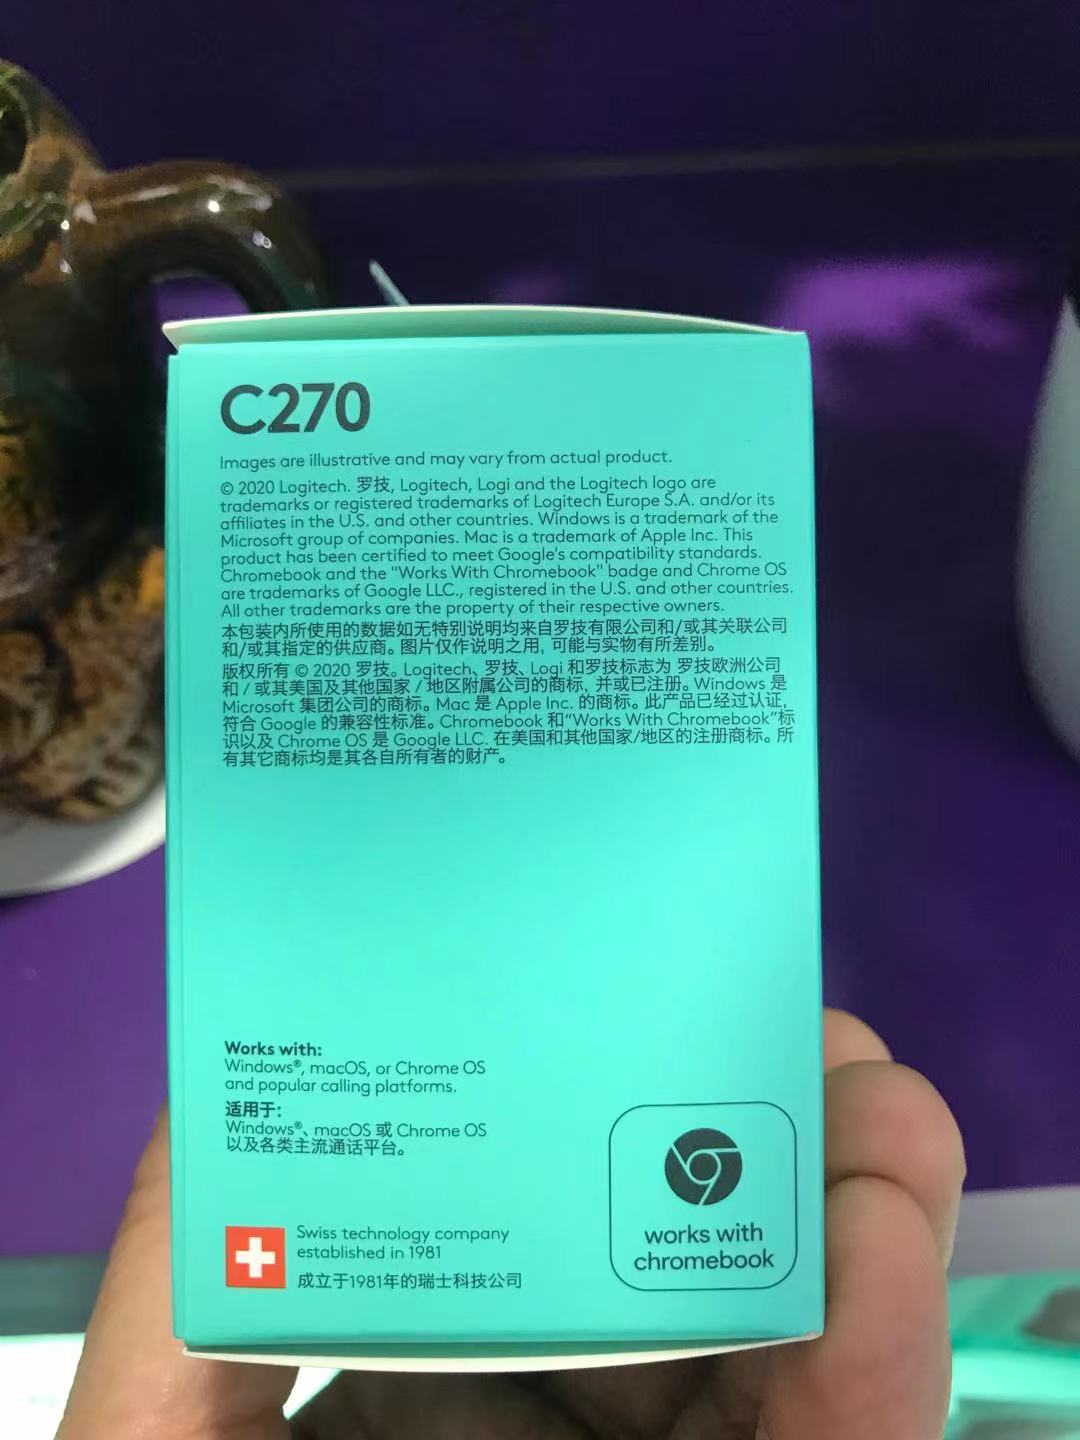 C270
Images are illustrative and may vary from actual product.
© 2020 Logitech. 罗技, Logitech, Logi and the Logitech logo are
trademarks or registered trademarks of Logitech Europe S.A. and/or its
affiliates in the U.S. and other countries. Windows is a trademark of the
Microsoft group of companies. Mac is a trademark of Apple Inc. This
product has been certified to meet Google's compatibility standards.
Chromebook and the "Works With Chromebook" badge and Chrome OS
are trademarks of Google LLC., registered in the U.S. and other countries.
All other trademarks are the property of their respective owners.
本包装内所使用的数据如无特别说明均来自罗技有限公司和/或其关联公司
和/或其指定的供应商。图片仅作说明之用, 可能与实物有所差别。
版权所有 © 2020 罗技。Logitech、罗技、Logi 和罗技标志为 罗技欧洲公司
和 / 或其美国及其他国家 / 地区附属公司的商标, 并或已注册。Windows 是
Microsoft 集团公司的商标。Mac 是 Apple Inc. 的商标。此产品已经过认证,
符合 Google 的兼容性标准。Chromebook 和“Works With Chromebook”标
识以及 Chrome OS 是 Google LLC. 在美国和其他国家/地区的注册商标。所
有其它商标均是其各自所有者的财产。
Works with:
Windows®, macOS, or Chrome OS
and popular calling platforms.
适用于:
Windows®、macOS 或 Chrome OS
以及各类主流通话平台。
Swiss technology company
established in 1981
成立于1981年的瑞士科技公司
works with
chromebook